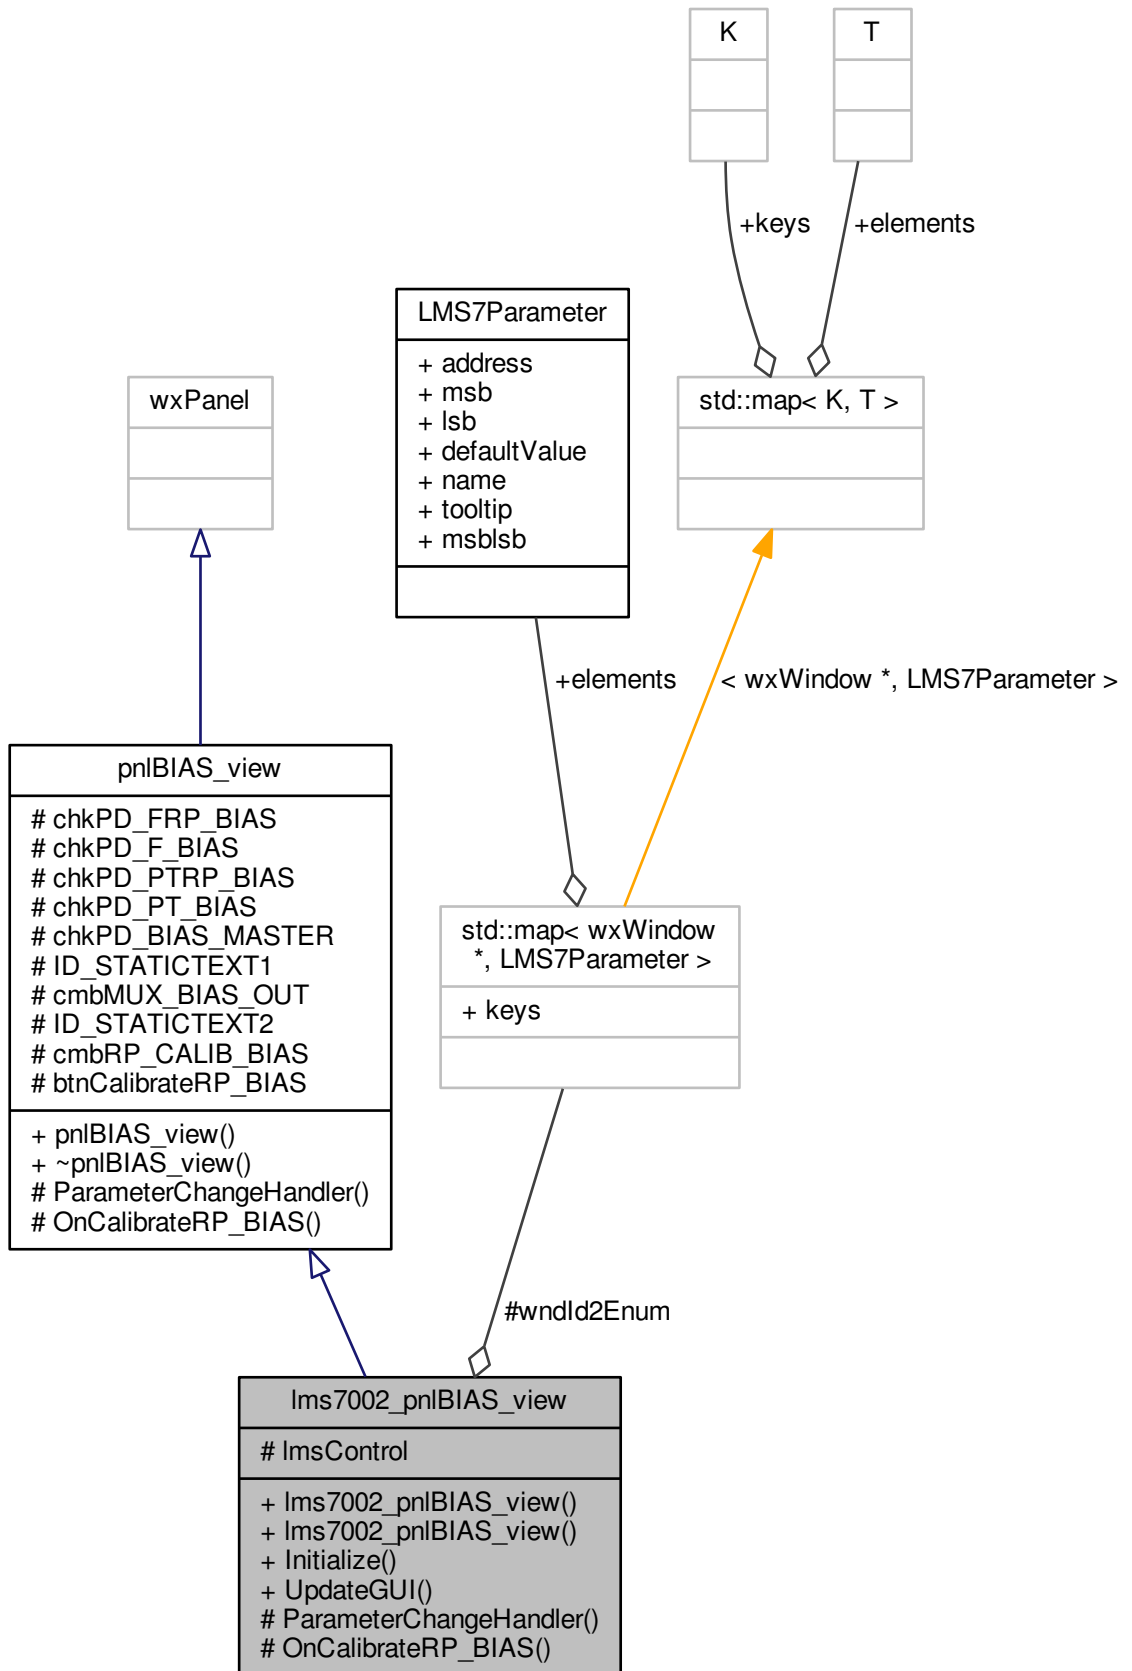 K
T
+keys
+elements
LMS7Parameter
+ address
+ msb
+ lsb
+ defaultValue
+ name
+ tooltip
+ msblsb
wxPanel
std::map< K, T >
+elements
< wxWindow *, LMS7Parameter >
pnlBIAS_view
# chkPD_FRP_BIAS
# chkPD_F_BIAS
# chkPD_PTRP_BIAS
# chkPD_PT_BIAS
# chkPD_BIAS_MASTER
# ID_STATICTEXT1
# cmbMUX_BIAS_OUT
# ID_STATICTEXT2
# cmbRP_CALIB_BIAS
# btnCalibrateRP_BIAS
+ pnlBIAS_view()
+ ~pnlBIAS_view()
# ParameterChangeHandler()
# OnCalibrateRP_BIAS()
std::map< wxWindow
*, LMS7Parameter >
+ keys
#wndId2Enum
lms7002_pnlBIAS_view
# lmsControl
+ lms7002_pnlBIAS_view()
+ lms7002_pnlBIAS_view()
+ Initialize()
+ UpdateGUI()
# ParameterChangeHandler()
# OnCalibrateRP_BIAS()